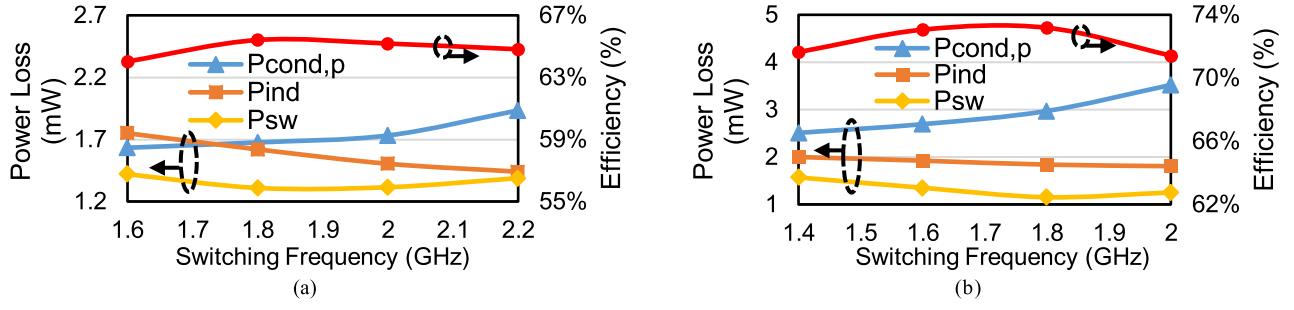 2.7
2.2
1.7
1.2
Power Loss
(mW)
67%
63%
59%
55%
Efficiency (%)
Pcond,p
Pind
Psw
1.6 1.7 1.8 1.9 2 2.1 2.2
Switching Frequency (GHz)
(a)
5
4
3
2
1
Power Loss
(mW)
74%
70%
66%
62%
Efficiency (%)
Pcond,p
Pind
Psw
1.4 1.5 1.6 1.7 1.8 1.9 2
Switching Frequency (GHz)
(b)